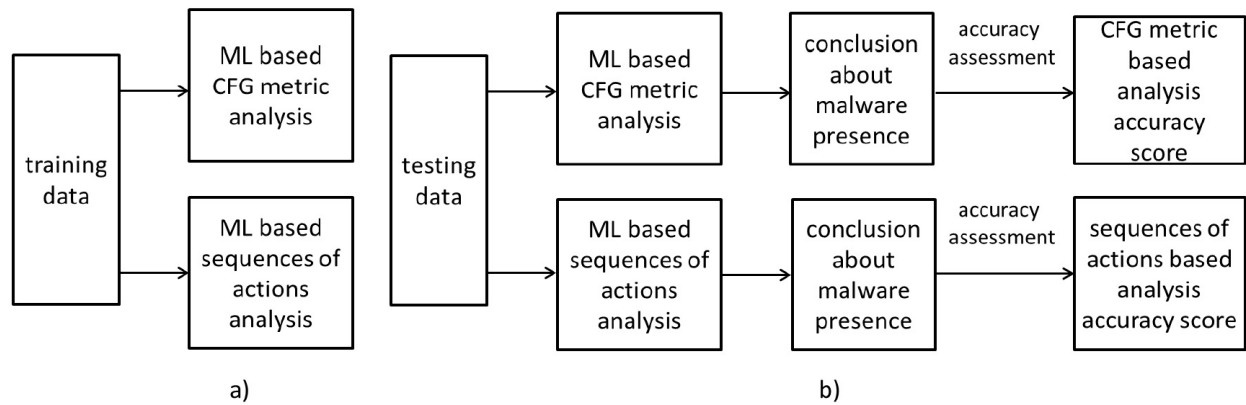 training
data
ML based
CFG metric
analysis
ML based
sequences of
actions
analysis
a)
testing
data
ML based
CFG metric
analysis
conclusion
about
malware
presence
accuracy
assessment
CFG metric
based
analysis
accuracy
score
ML based
sequences of
actions
analysis
conclusion
about
malware
presence
accuracy
assessment
sequences of
actions based
analysis
accuracy score
b)